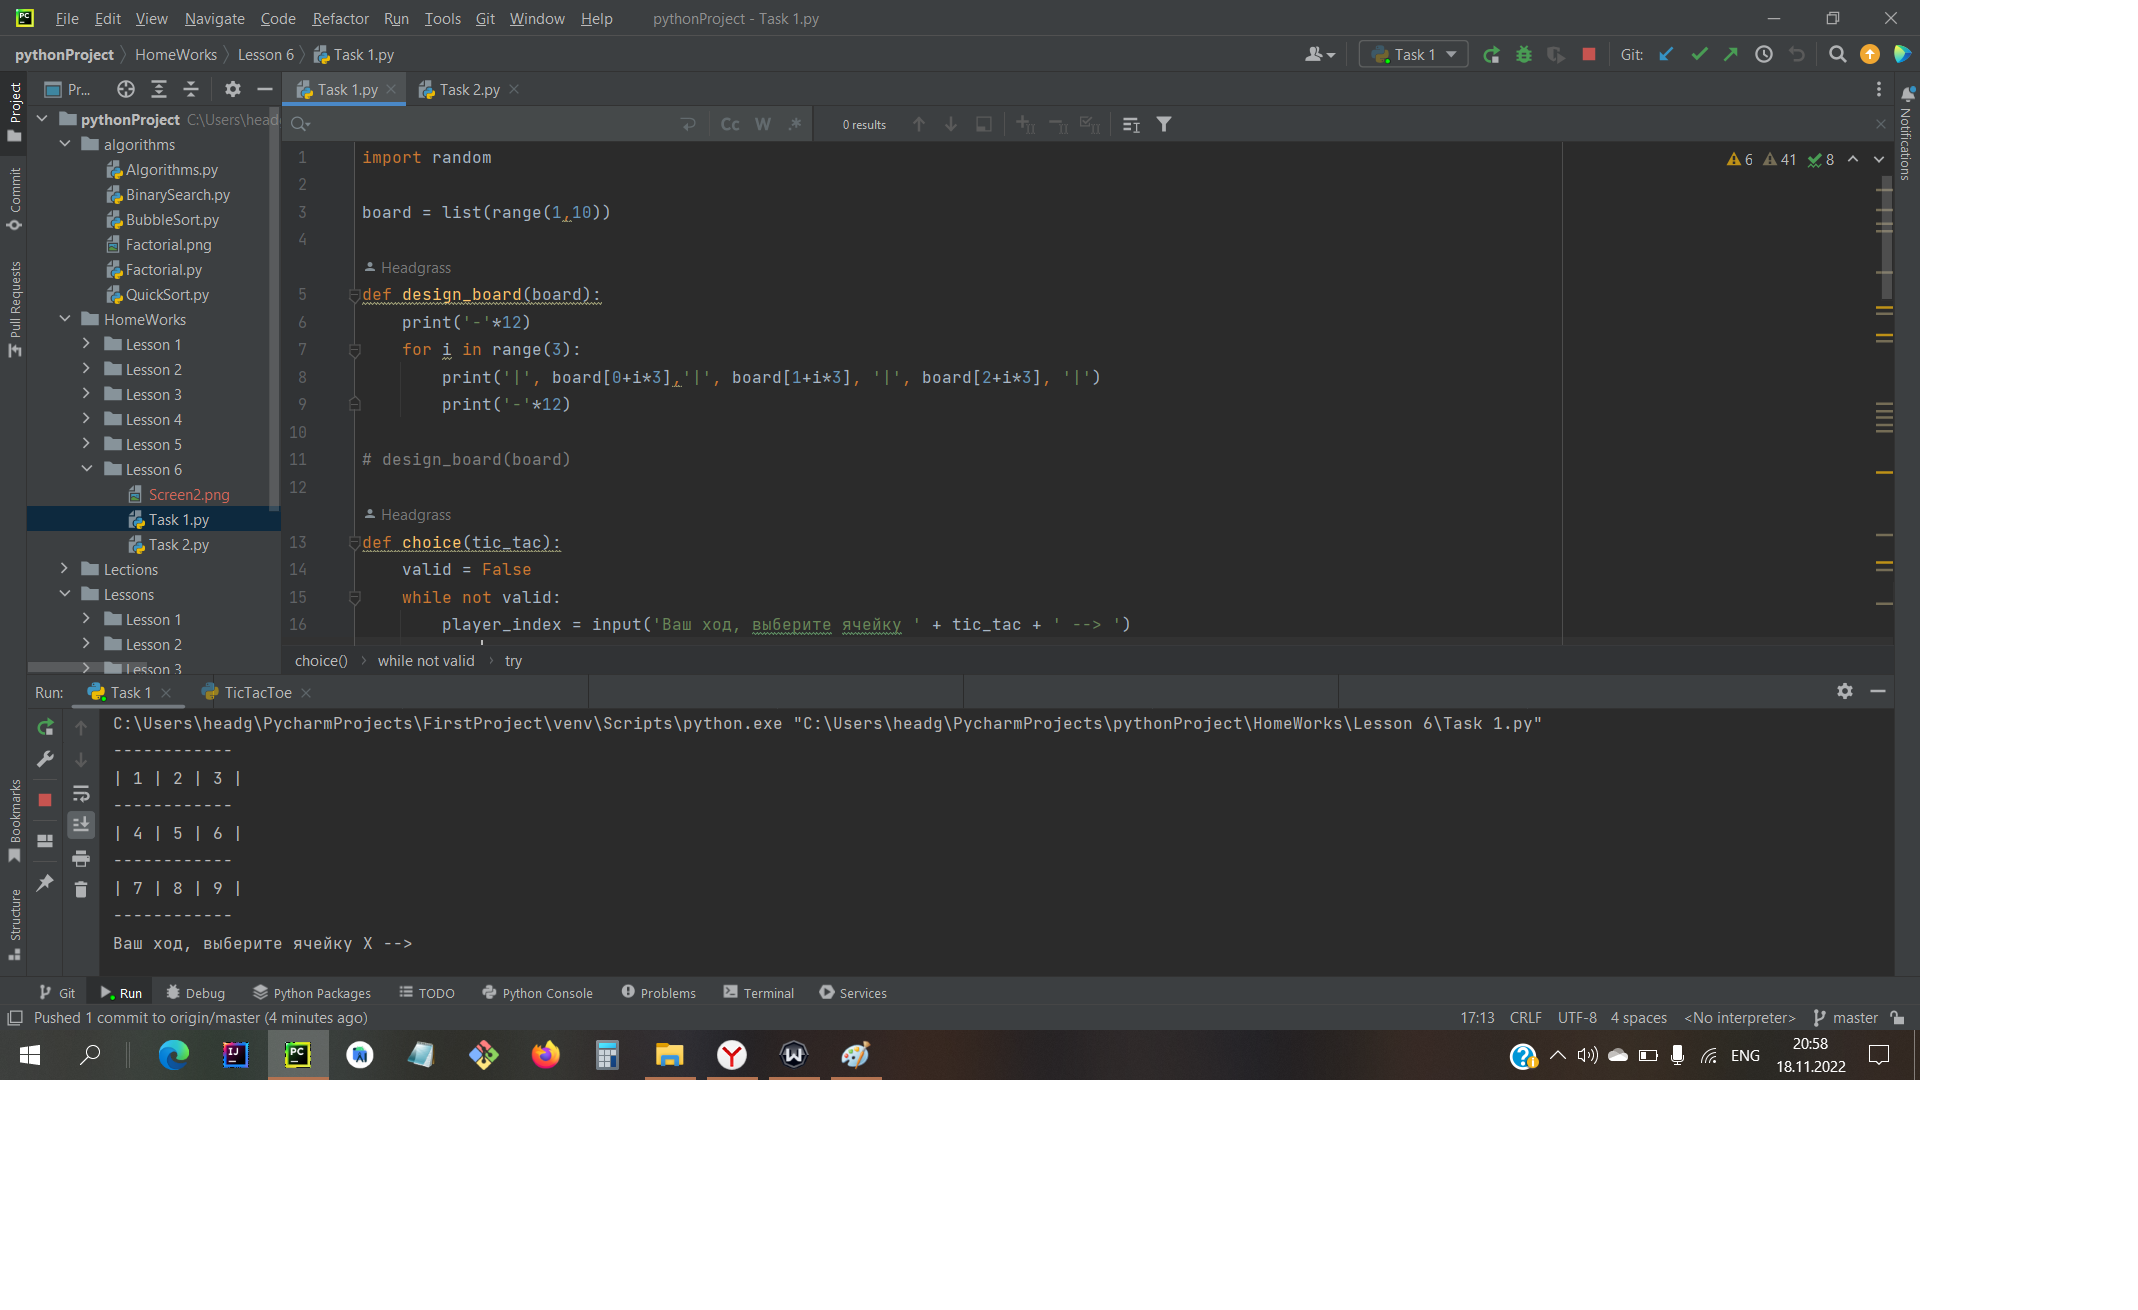 File Edit View Navigate Code Refactor Run Tools Git Window Help pythonProject - Task 1.py
pythonProject HomeWorks Lesson 6 Task 1.py Task 1 Git:
Project
Commit
Pull Requests
Bookmarks
Structure
Notifications
Pr...
pythonProject C:\Users\head
algorithms
Algorithms.py
BinarySearch.py
BubbleSort.py
Factorial.png
Factorial.py
QuickSort.py
HomeWorks
Lesson 1
Lesson 2
Lesson 3
Lesson 4
Lesson 5
Lesson 6
Screen2.png
Task 1.py
Task 2.py
Lections
Lessons
Lesson 1
Lesson 2
Lesson 3
Task 1.py Task 2.py
Cc W .* 0 results
6 41 8
1 import random
2
3 board = list(range(1,10))
4
Headgrass
5 def design_board(board):
6 print('-'*12)
7 for i in range(3):
8 print('|', board[0+i*3],'|', board[1+i*3], '|', board[2+i*3], '|')
9 print('-'*12)
10
11 # design_board(board)
12
Headgrass
13 def choice(tic_tac):
14 valid = False
15 while not valid:
16 player_index = input('Ваш ход, выберите ячейку ' + tic_tac + ' --> ')
choice() while not valid try
Run: Task 1 TicTacToe
C:\Users\headg\PycharmProjects\FirstProject\venv\Scripts\python.exe "C:\Users\headg\PycharmProjects\pythonProject\HomeWorks\Lesson 6\Task 1.py"
------------
| 1 | 2 | 3 |
------------
| 4 | 5 | 6 |
------------
| 7 | 8 | 9 |
------------
Ваш ход, выберите ячейку X -->
Git Run Debug Python Packages TODO Python Console Problems Terminal Services
Pushed 1 commit to origin/master (4 minutes ago) 17:13 CRLF UTF-8 4 spaces <No interpreter> master
ENG
20:58
18.11.2022